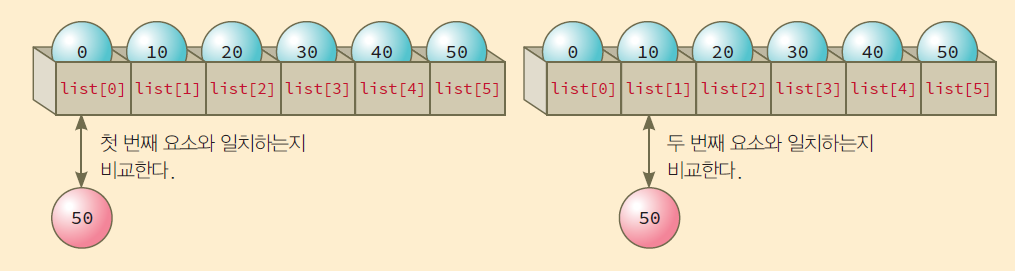 0 10 20 30 40 50
list[0] list[1] list[2] list[3] list[4] list[5]
첫 번째 요소와 일치하는지
비교한다.
50
0 10 20 30 40 50
list[0] list[1] list[2] list[3] list[4] list[5]
두 번째 요소와 일치하는지
비교한다.
50